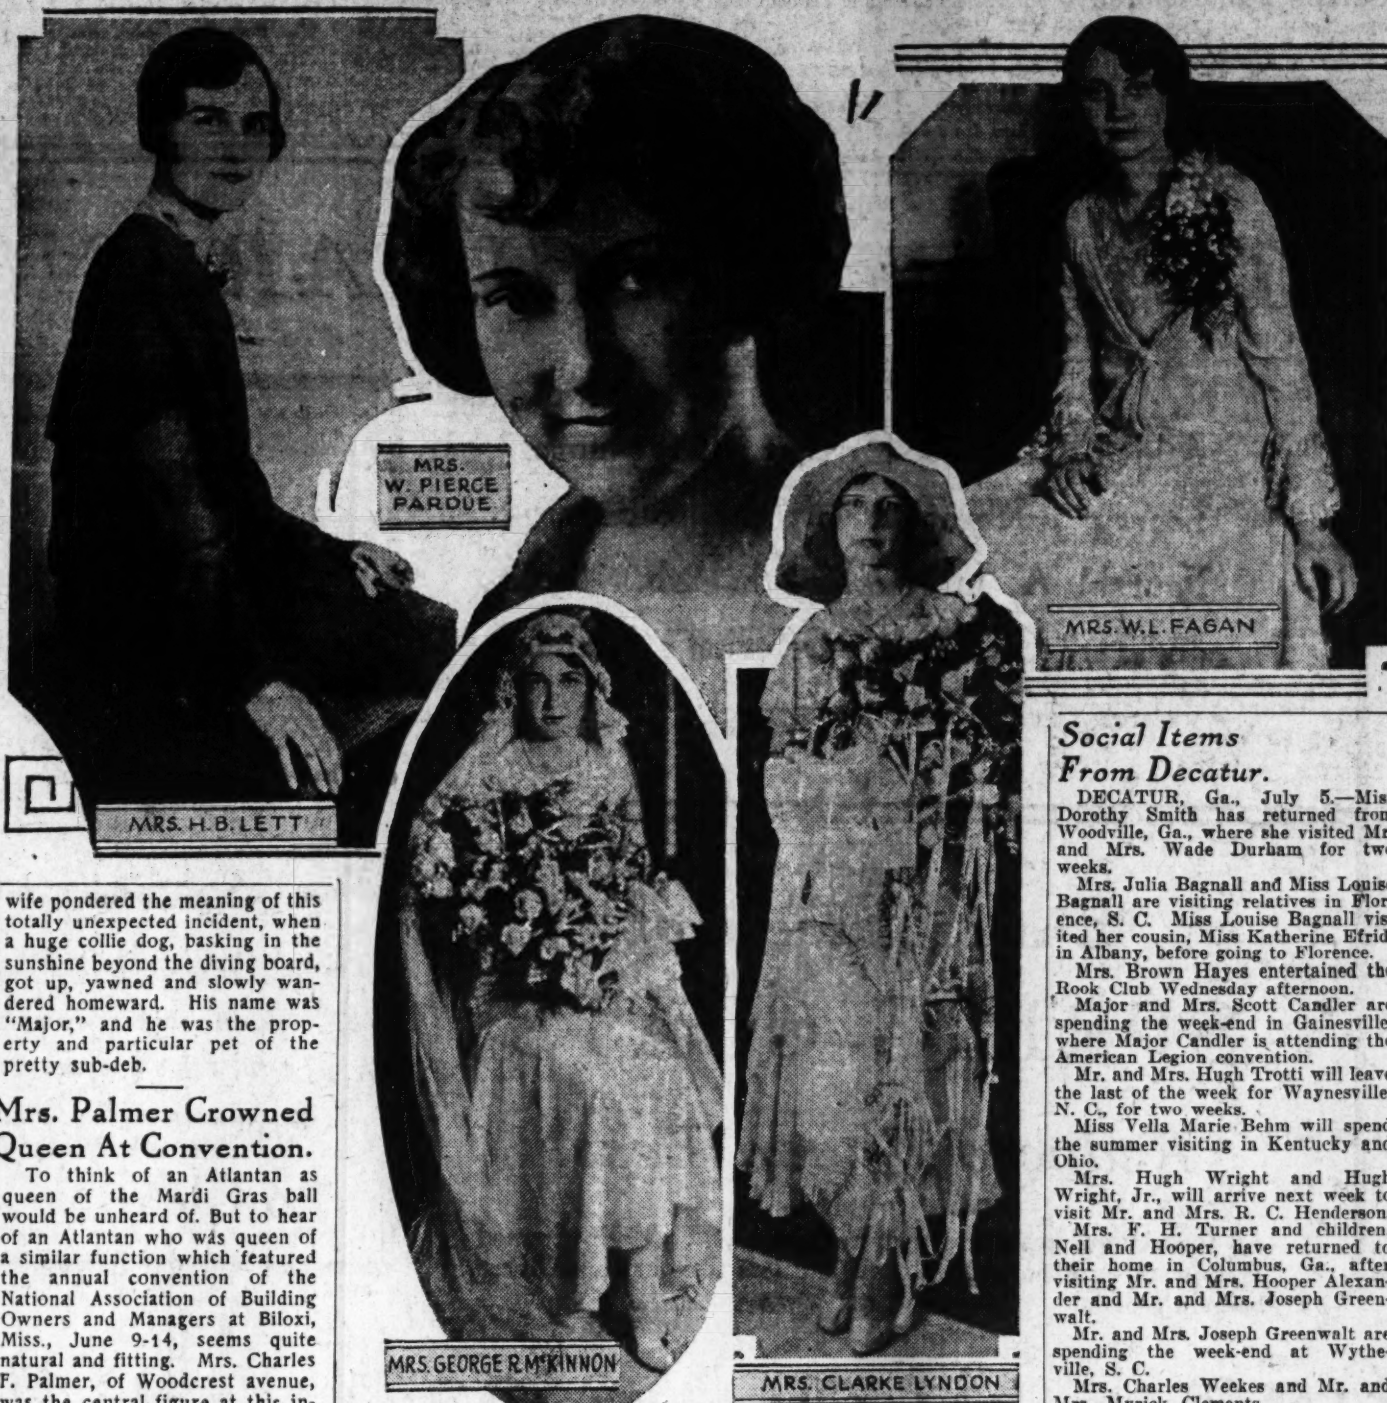 MRS.
W. PIERCE
PARDUE
MRS. W. L. FAGAN
MRS. H. B. LETT
MRS. GEORGE R. McKINNON
MRS. CLARKE LYNDON
wife pondered the meaning of this
totally unexpected incident, when
a huge collie dog, basking in the
sunshine beyond the diving board,
got up, yawned and slowly wan-
dered homeward. His name was
"Major," and he was the prop-
erty and particular pet of the
pretty sub-deb.
Mrs. Palmer Crowned
Queen At Convention.
To think of an Atlantan as
queen of the Mardi Gras ball
would be unheard of. But to hear
of an Atlantan who was queen of
a similar function which featured
the annual convention of the
National Association of Building
Owners and Managers at Biloxi,
Miss., June 9-14, seems quite
natural and fitting. Mrs. Charles
F. Palmer, of Woodcrest avenue,
was the central figure at this in-
Social Items
From Decatur.
DECATUR, Ga., July 5.—Mis
Dorothy Smith has returned from
Woodville, Ga., where she visited Mr
and Mrs. Wade Durham for two
weeks.
Mrs. Julia Bagnall and Miss Louise
Bagnall are visiting relatives in Flor
ence, S. C. Miss Louise Bagnall vis
ited her cousin, Miss Katherine Efrid
in Albany, before going to Florence.
Mrs. Brown Hayes entertained the
Rook Club Wednesday afternoon.
Major and Mrs. Scott Candler are
spending the week-end in Gainesville
where Major Candler is attending the
American Legion convention.
Mr. and Mrs. Hugh Trotti will leave
the last of the week for Waynesville
N. C., for two weeks.
Miss Vella Marie Behm will spend
the summer visiting in Kentucky and
Ohio.
Mrs. Hugh Wright and Hugh
Wright, Jr., will arrive next week to
visit Mr. and Mrs. R. C. Henderson
Mrs. F. H. Turner and children
Nell and Hooper, have returned to
their home in Columbus, Ga., after
visiting Mr. and Mrs. Hooper Alexan-
der and Mr. and Mrs. Joseph Green-
walt.
Mr. and Mrs. Joseph Greenwalt are
spending the week-end at Wythe-
ville, S. C.
Mrs. Charles Weekes and Mr. and
Mrs. Myrick Clements